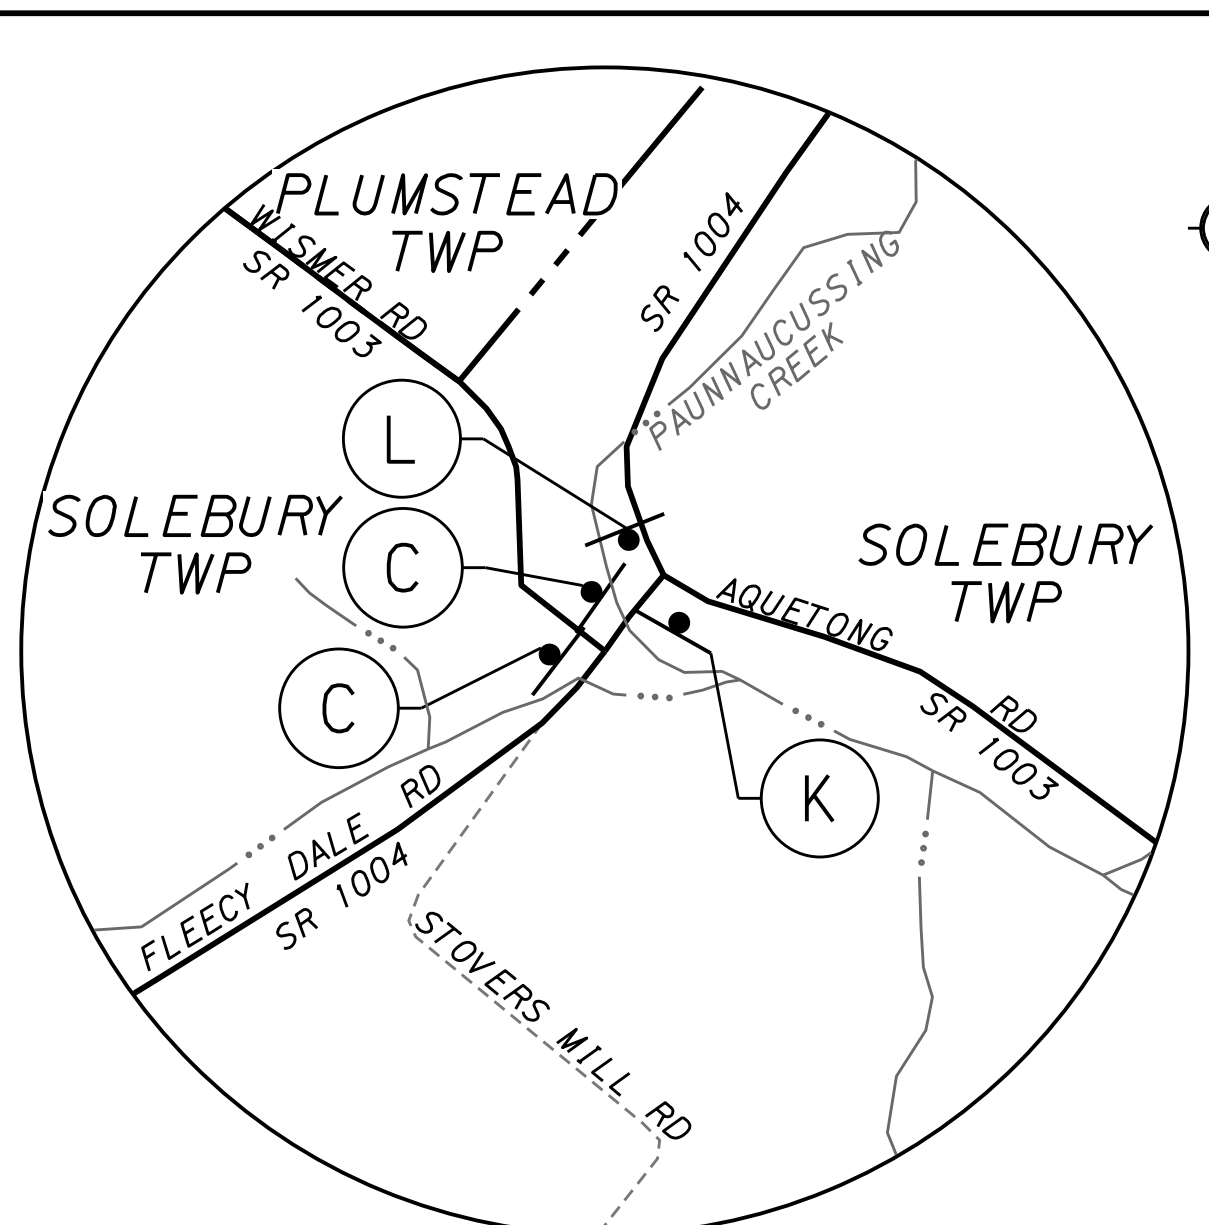 PLUMSTEAD
TWP
WISMER RD
SR 1003
SR 1004
PAUNNAUCUSSING
CREEK
L
SOLEBURY
TWP
C
SOLEBURY
TWP
AQUETONG RD
SR 1003
C
K
FLEECY DALE RD
SR 1004
STOVERS MILL RD